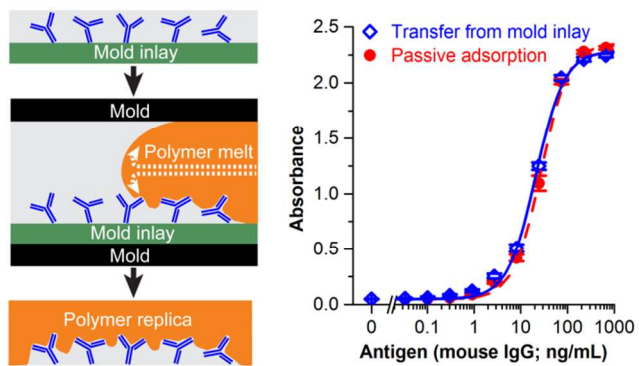 Mold inlay
Mold
Polymer melt
Mold inlay
Mold
Polymer replica
Transfer from mold inlay
Passive adsorption
Absorbance
2.5
2.0
1.5
1.0
0.5
0.0
0 0.1 1 10 100 1000
Antigen (mouse IgG; ng/mL)